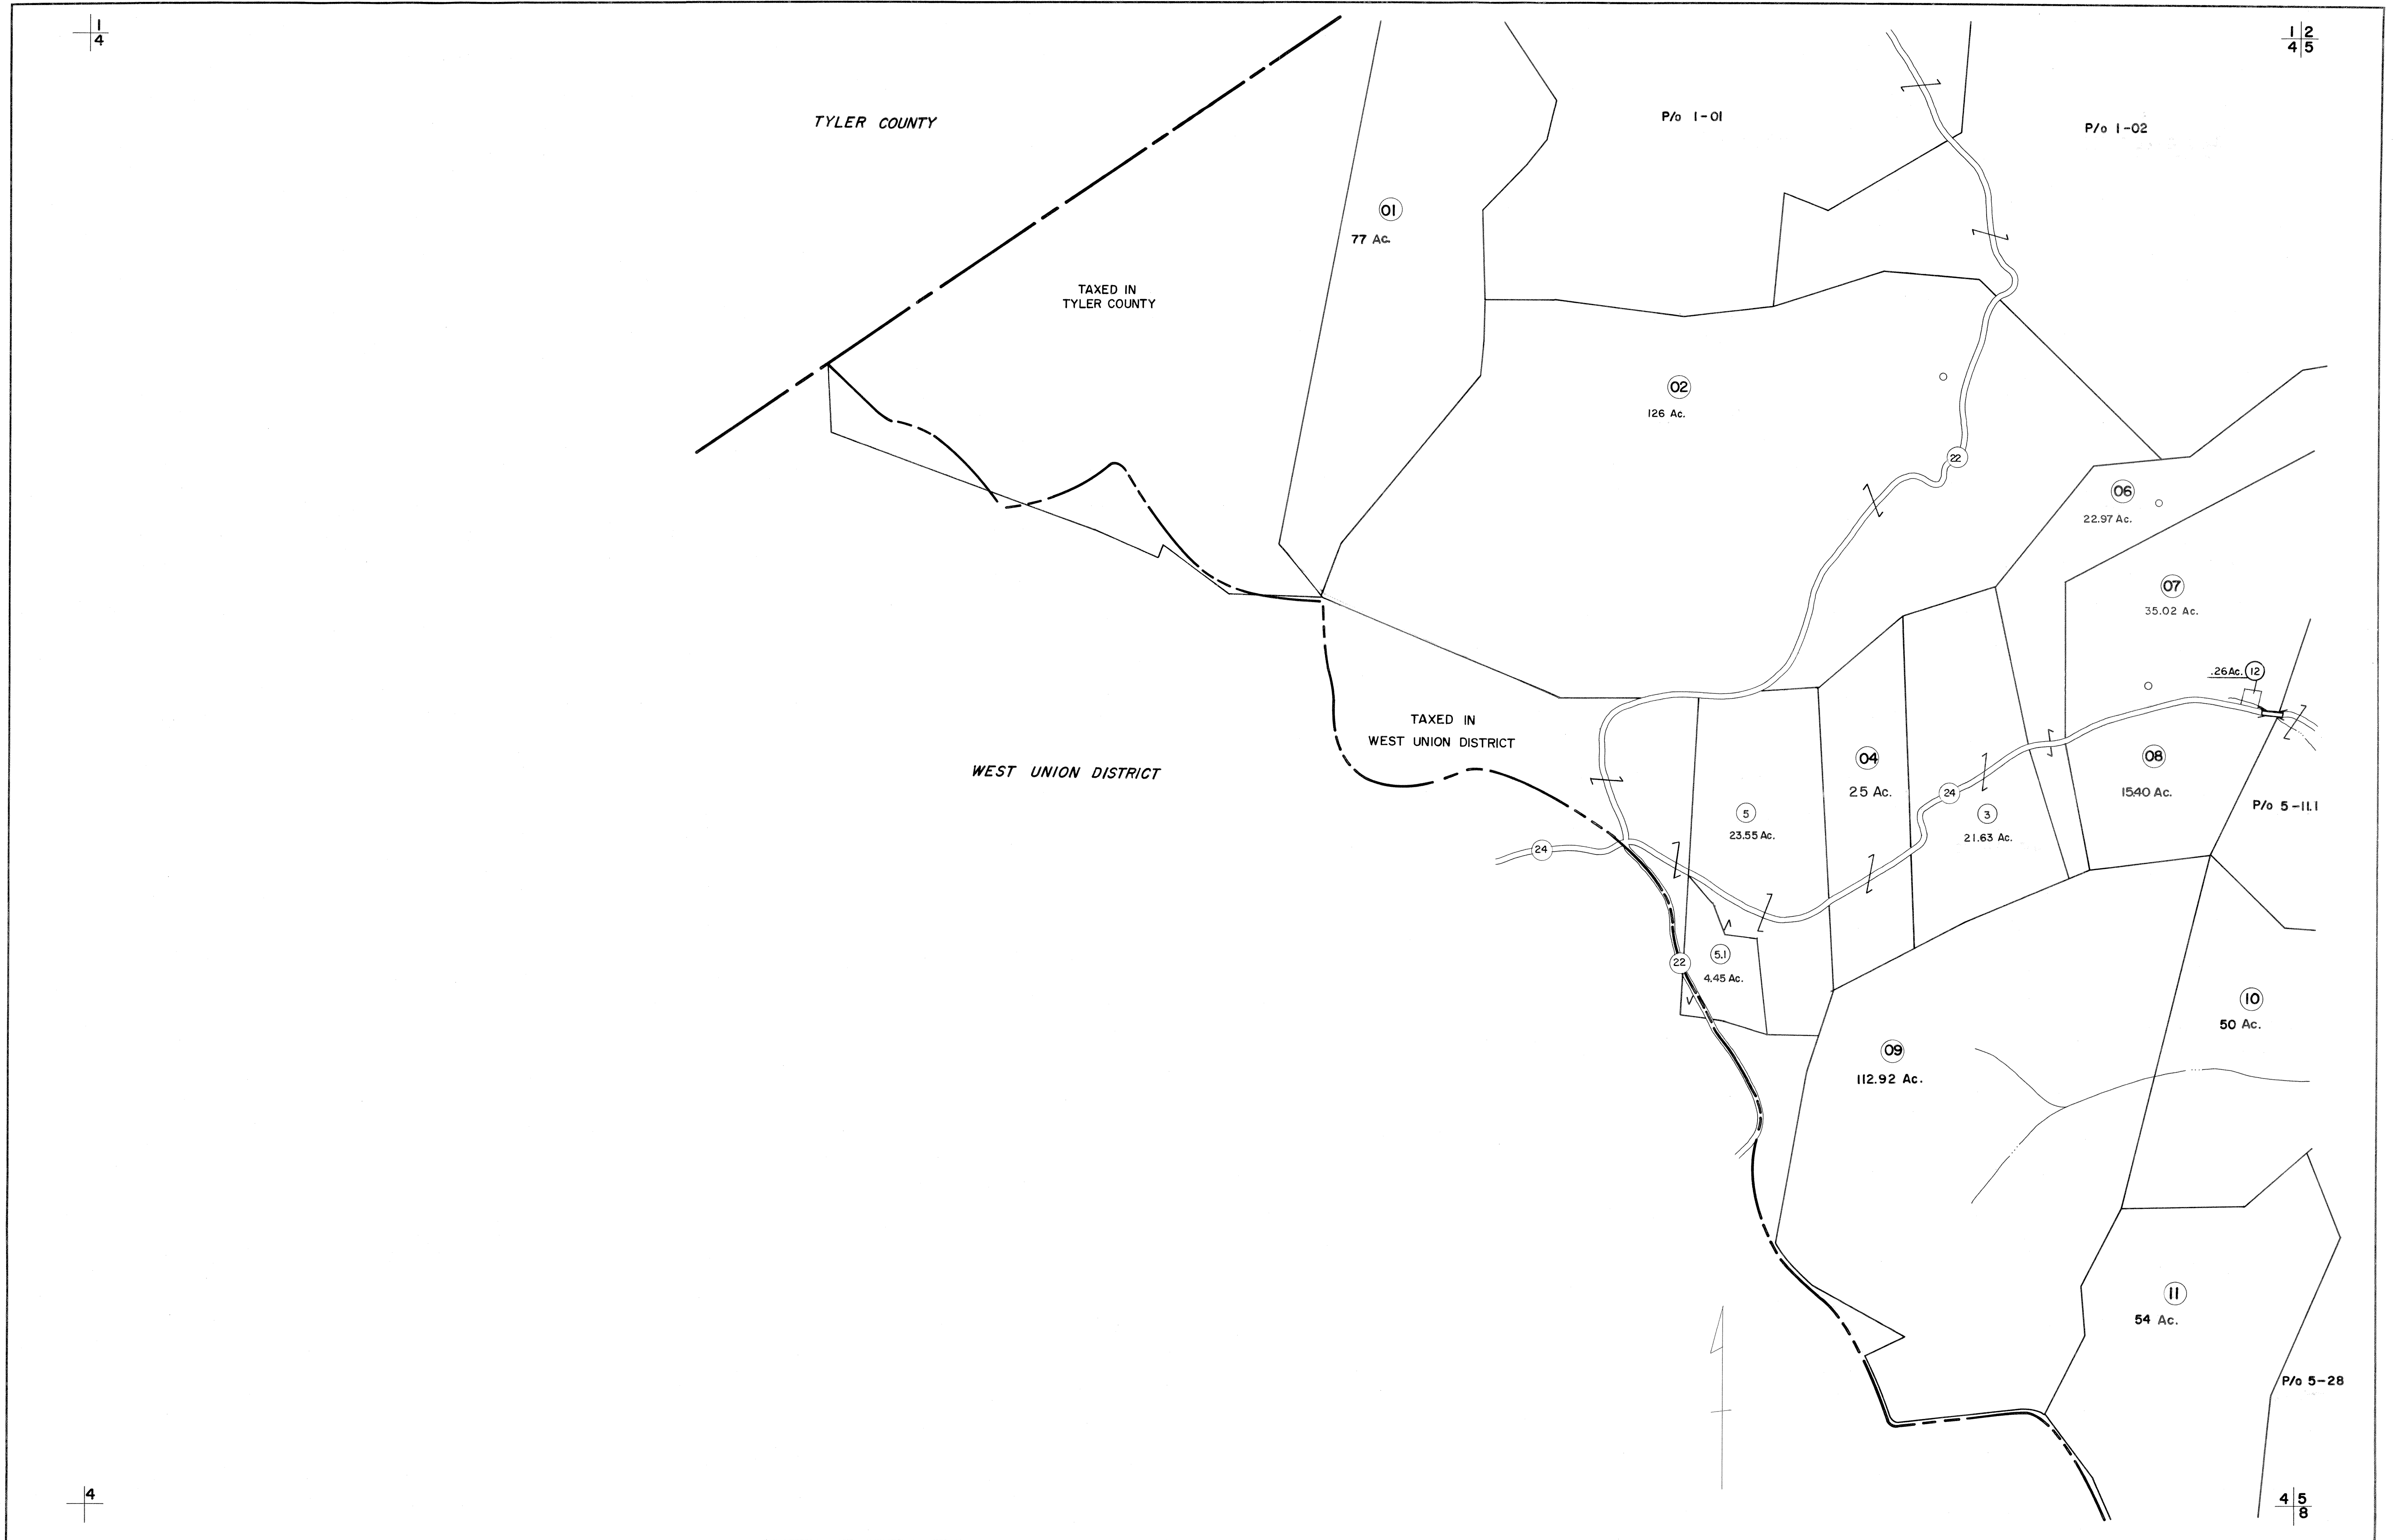 1
4
1 2
4 5
TYLER COUNTY
P/o 1-01
P/o 1-02
01
77 Ac.
TAXED IN
TYLER COUNTY
02
126 Ac.
22
06
22.97 Ac.
07
35.02 Ac.
.26 Ac. 12
TAXED IN
WEST UNION DISTRICT
WEST UNION DISTRICT
04
25 Ac.
08
15.40 Ac.
24
P/o 5-11.1
5
23.55 Ac.
3
21.63 Ac.
24
5.1
4.45 Ac.
22
10
50 Ac.
09
112.92 Ac.
11
54 Ac.
P/o 5-28
4
4 5
8